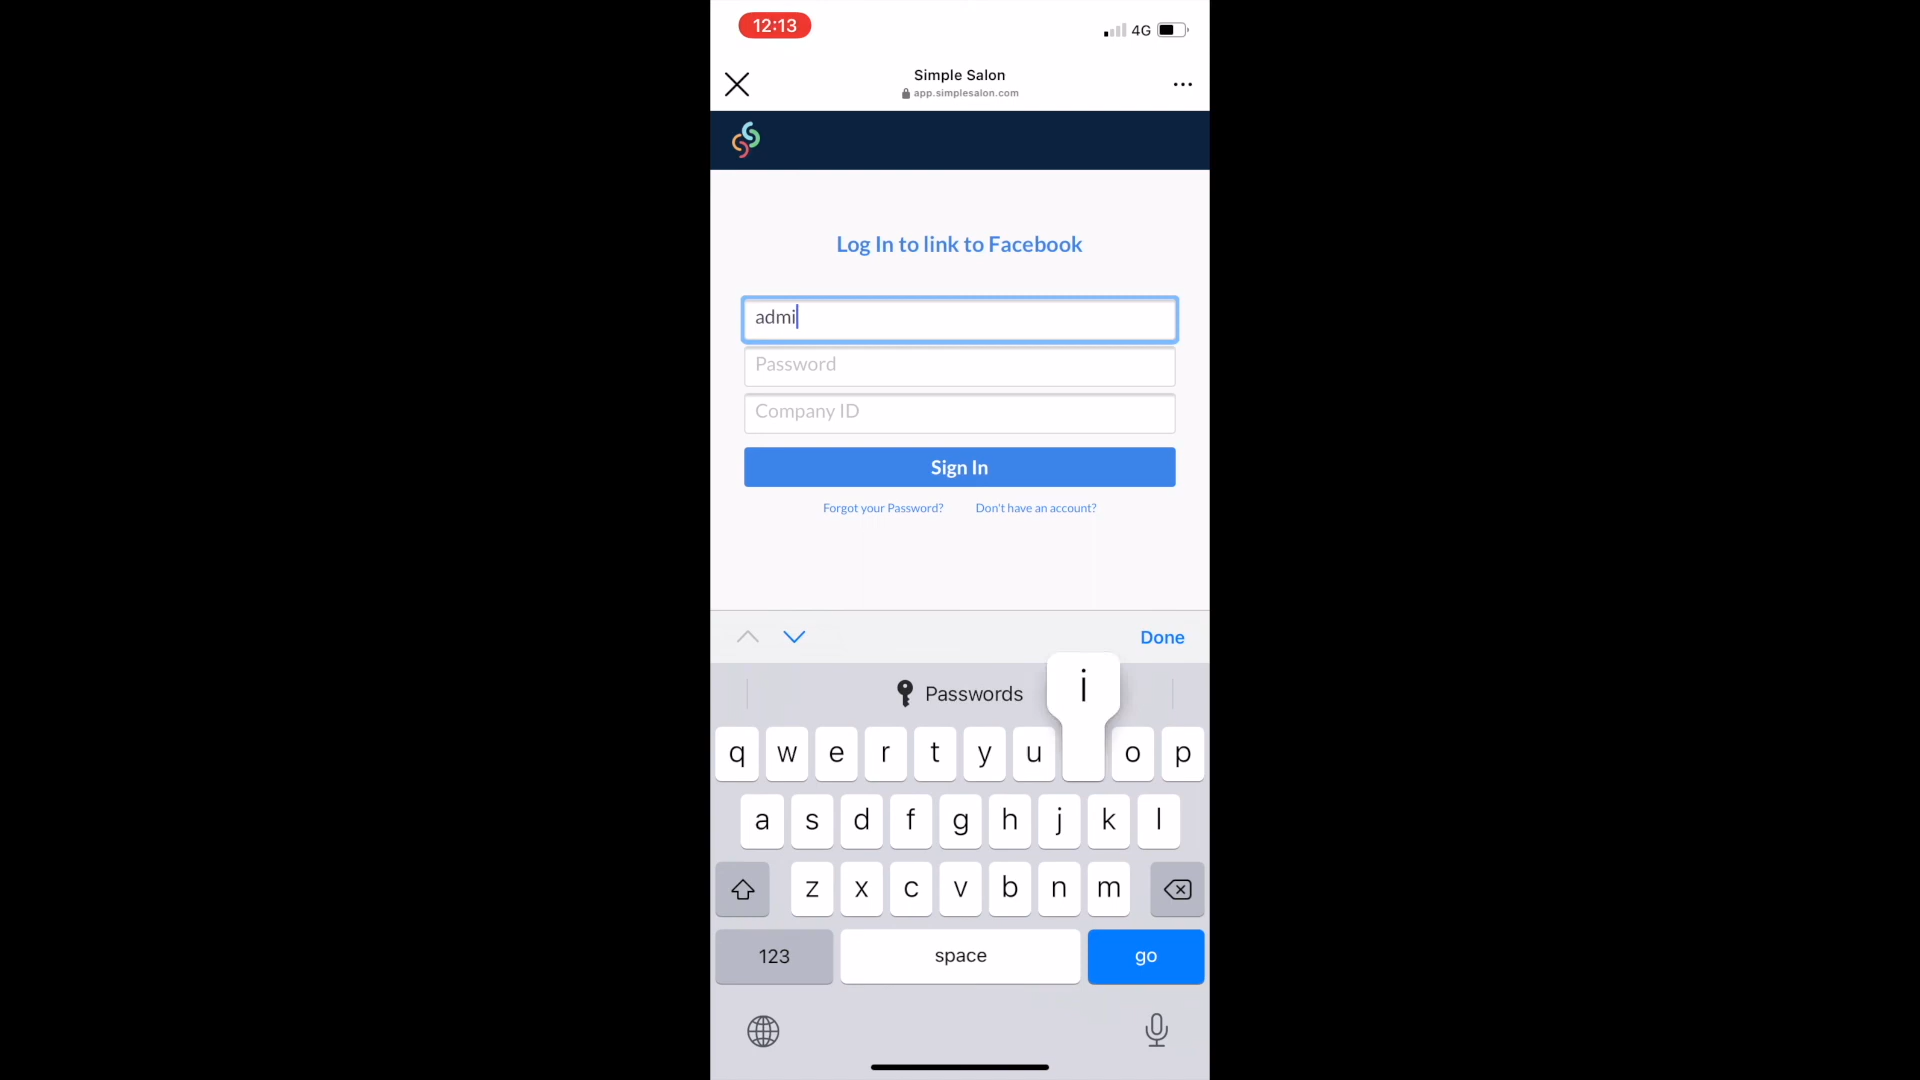 12:13
4G
Simple Salon
app.simplesalon.com
Log In to link to Facebook
admi
Password
Company ID
Sign In
Forgot your Password? Don't have an account?
Done
Passwords
i
q w e r t y u o p
a s d f g h j k l
z x c v b n m
123 space go